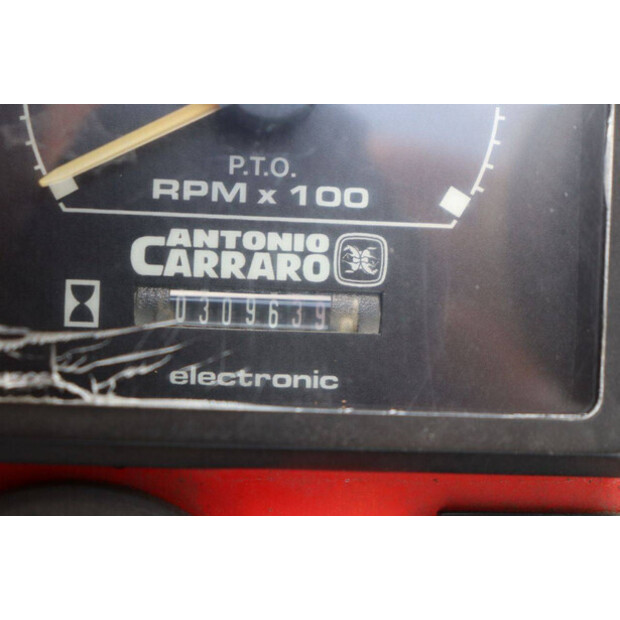 P.T.O.
RPM x 100
ANTONIO
CARRARO
®
0309639
electronic